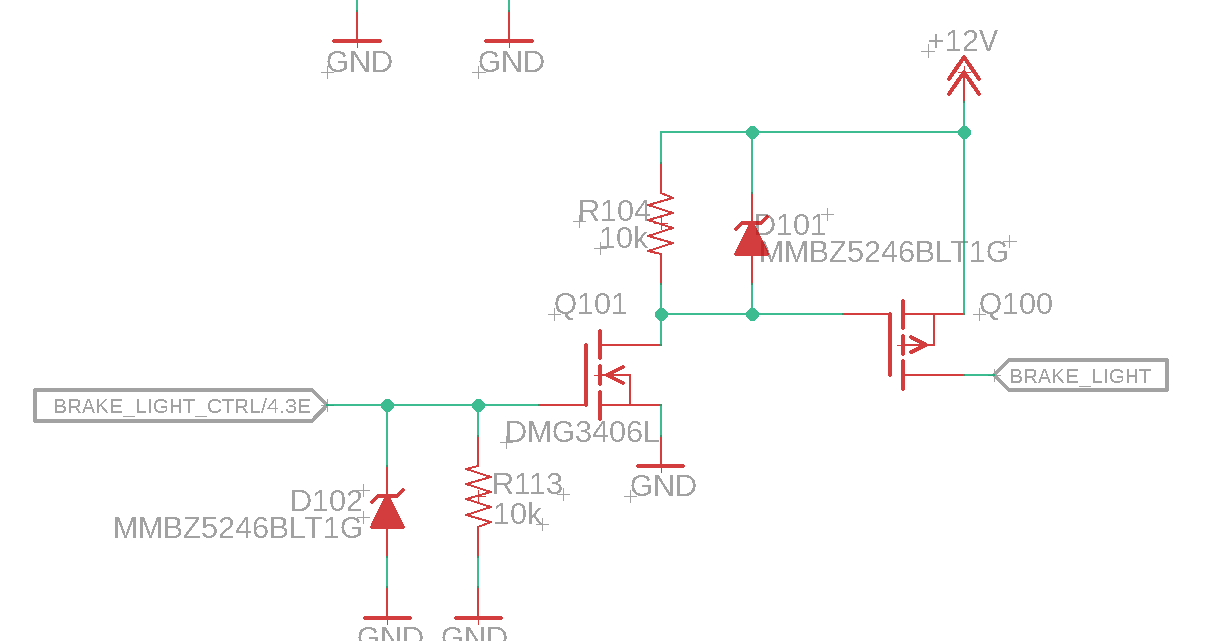 GND
GND
+12V
R104
10k
D101
MMBZ5246BLT1G
Q101
Q100
BRAKE_LIGHT
BRAKE_LIGHT_CTRL/4.3E
DMG3406L
GND
D102
MMBZ5246BLT1G
R113
10k
GND
GND